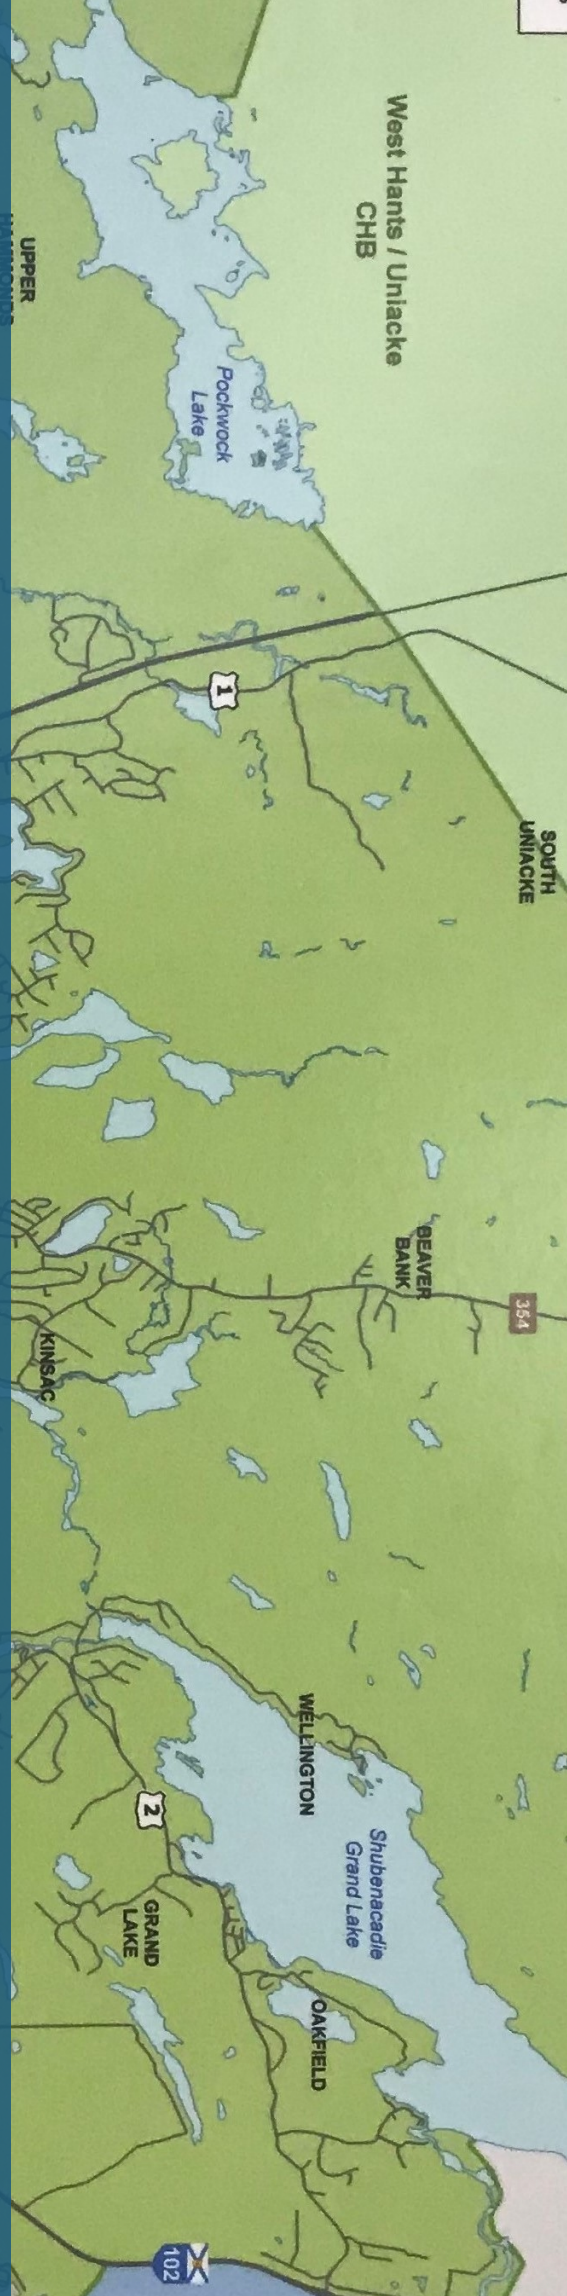 West Hants / Uniacke
CHB
UPPER
HAMMONDS
Pockwock
Lake
1
SOUTH
UNIACKE
BEAVER
BANK
354
KINSAC
WELLINGTON
Shubenacadie
Grand Lake
2
GRAND
LAKE
OAKFIELD
102